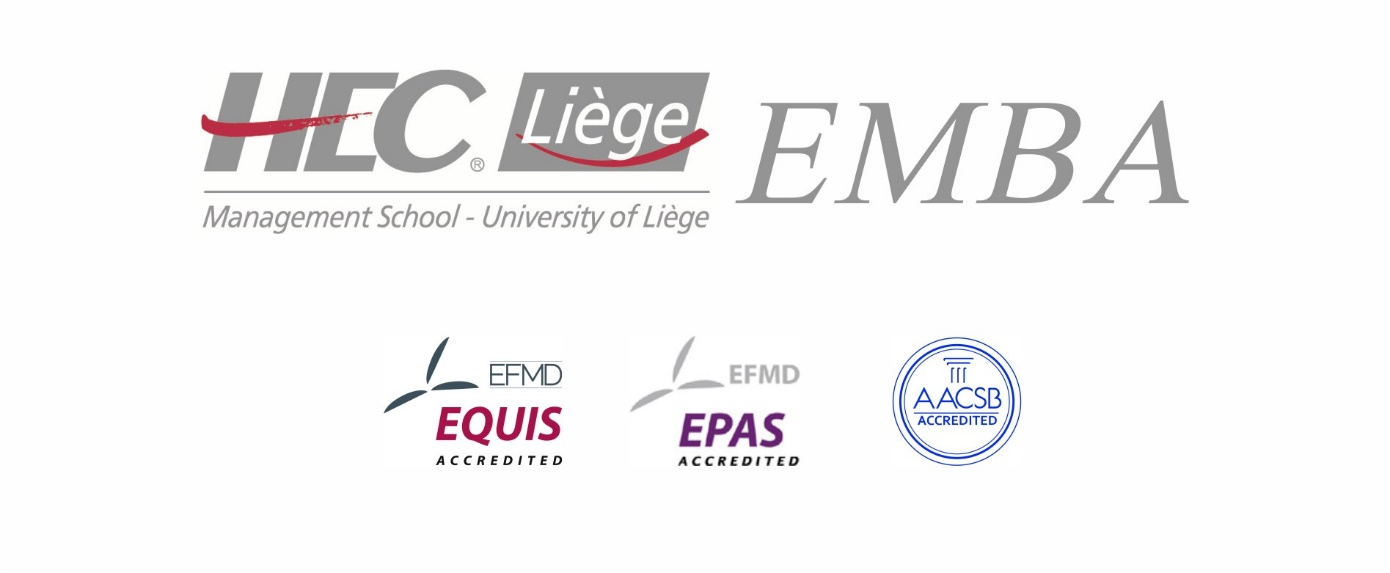 HEC® Liège EMBA
Management School - University of Liège
EFMD
EQUIS
ACCREDITED
EFMD
EPAS
ACCREDITED
AACSB
ACCREDITED